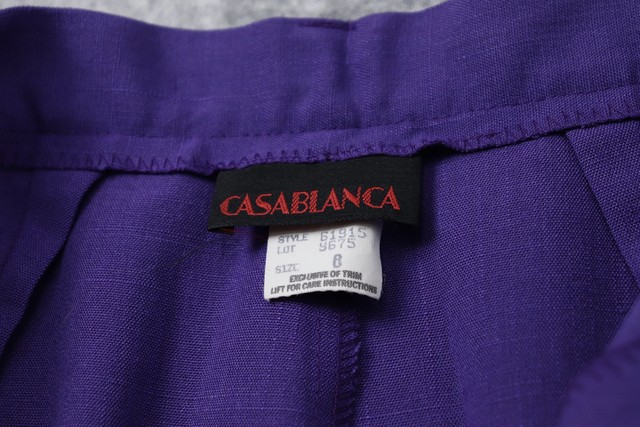 CASABLANCA
STYLE 61915
LOT 9675
SIZE 8
EXCLUSIVE OF TRIM
LIFT FOR CARE INSTRUCTIONS